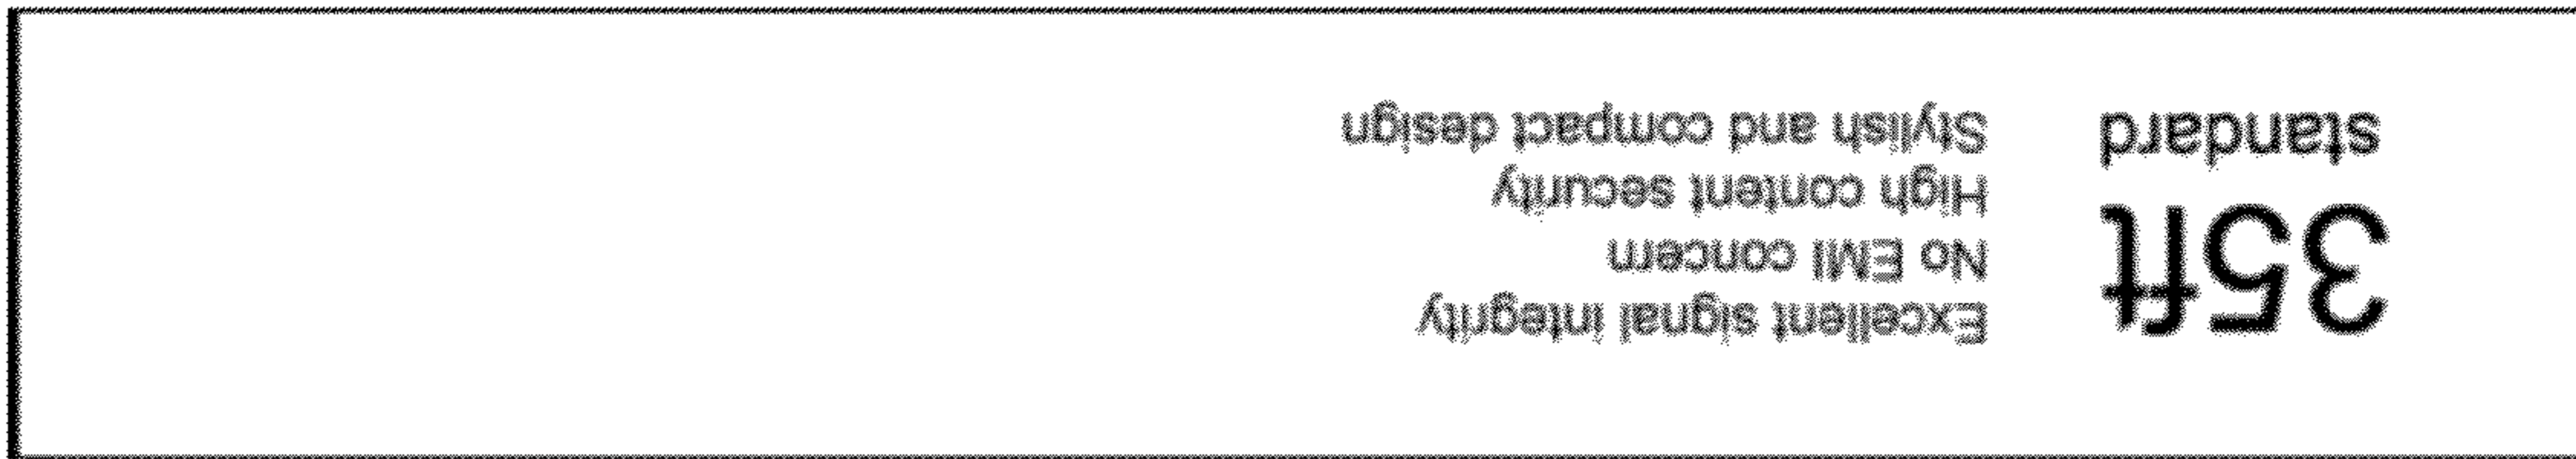 35ft
standard
Excellent signal integrity
No EMI concern
High content security
Stylish and compact design